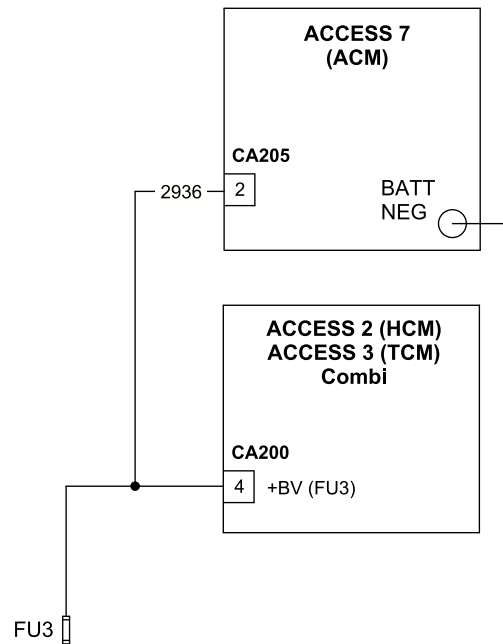 ACCESS 7
(ACM)
CA205
2936
2
BATT
NEG
ACCESS 2 (HCM)
ACCESS 3 (TCM)
Combi
CA200
4 +BV (FU3)
FU3